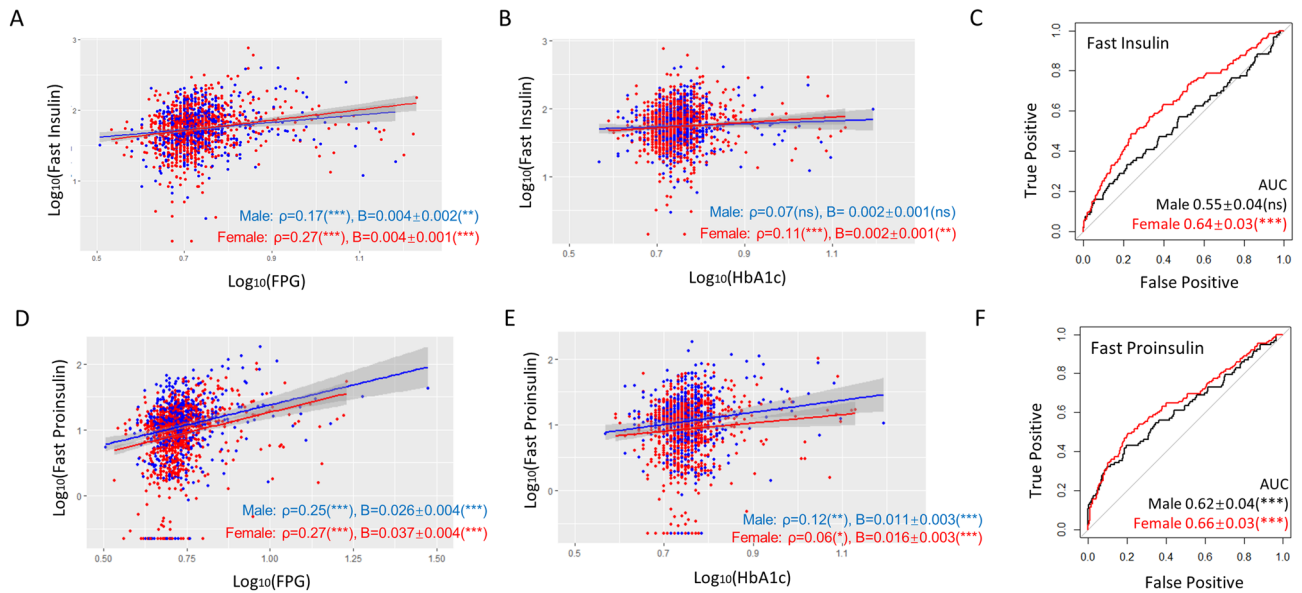 A
B
C
3
2
1
Log₁₀(Fast Insulin)
Male: ρ=0.17(***), B=0.004±0.002(**)
Female: ρ=0.27(***), B=0.004±0.001(***)
0.5 0.7 0.9 1.1
Log₁₀(FPG)
3
2
1
0
Log₁₀(Fast Insulin)
Male: ρ=0.07(ns), B= 0.002±0.001(ns)
Female: ρ=0.11(***), B=0.002±0.001(**)
0.5 0.7 0.9 1.1
Log₁₀(HbA1c)
Fast Insulin
1.0
0.8
0.6
0.4
0.2
0.0
True Positive
AUC
Male 0.55±0.04(ns)
Female 0.64±0.03(***)
0.0 0.2 0.4 0.6 0.8 1.0
False Positive
D
E
F
2
1
0
Log₁₀(Fast Proinsulin)
Male: ρ=0.25(***), B=0.026±0.004(***)
Female: ρ=0.27(***), B=0.037±0.004(***)
0.50 0.75 1.00 1.25 1.50
Log₁₀(FPG)
2
1
0
Log₁₀(Fast Proinsulin)
Male: ρ=0.12(**), B=0.011±0.003(***)
Female: ρ=0.06(*), B=0.016±0.003(***)
0.5 0.7 0.9 1.1
Log₁₀(HbA1c)
Fast Proinsulin
1.0
0.8
0.6
0.4
0.2
0.0
True Positive
AUC
Male 0.62±0.04(***)
Female 0.66±0.03(***)
0.0 0.2 0.4 0.6 0.8 1.0
False Positive